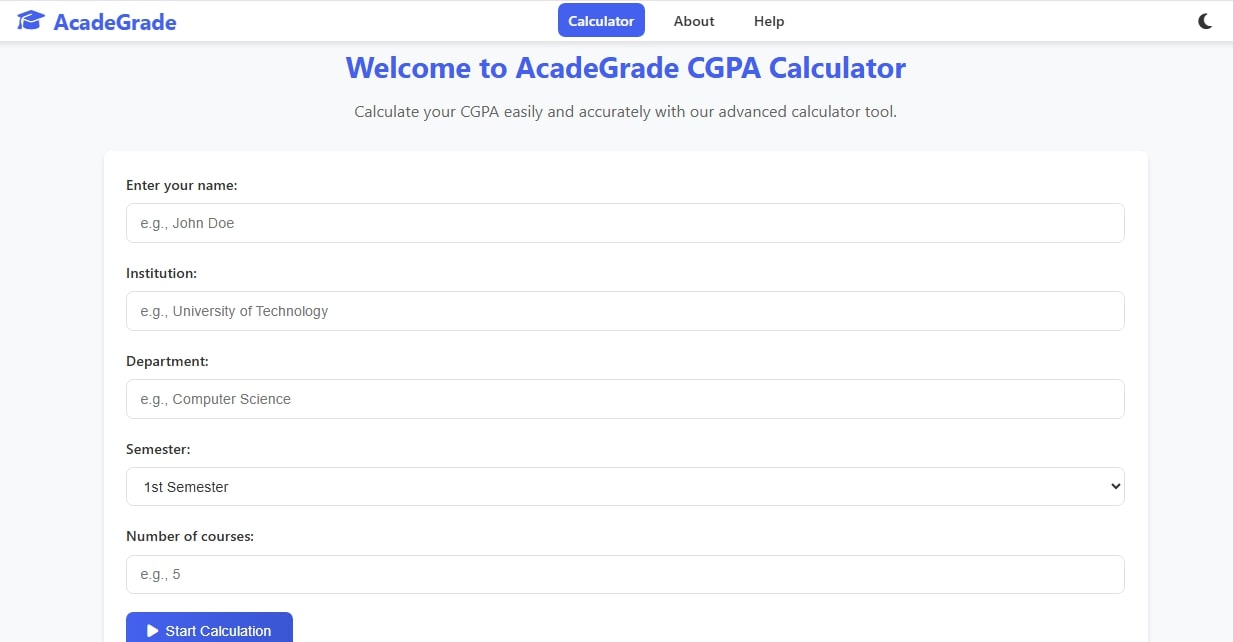 AcadeGrade
Calculator About Help
Welcome to AcadeGrade CGPA Calculator
Calculate your CGPA easily and accurately with our advanced calculator tool.
Enter your name:
e.g., John Doe
Institution:
e.g., University of Technology
Department:
e.g., Computer Science
Semester:
1st Semester
Number of courses:
e.g., 5
Start Calculation